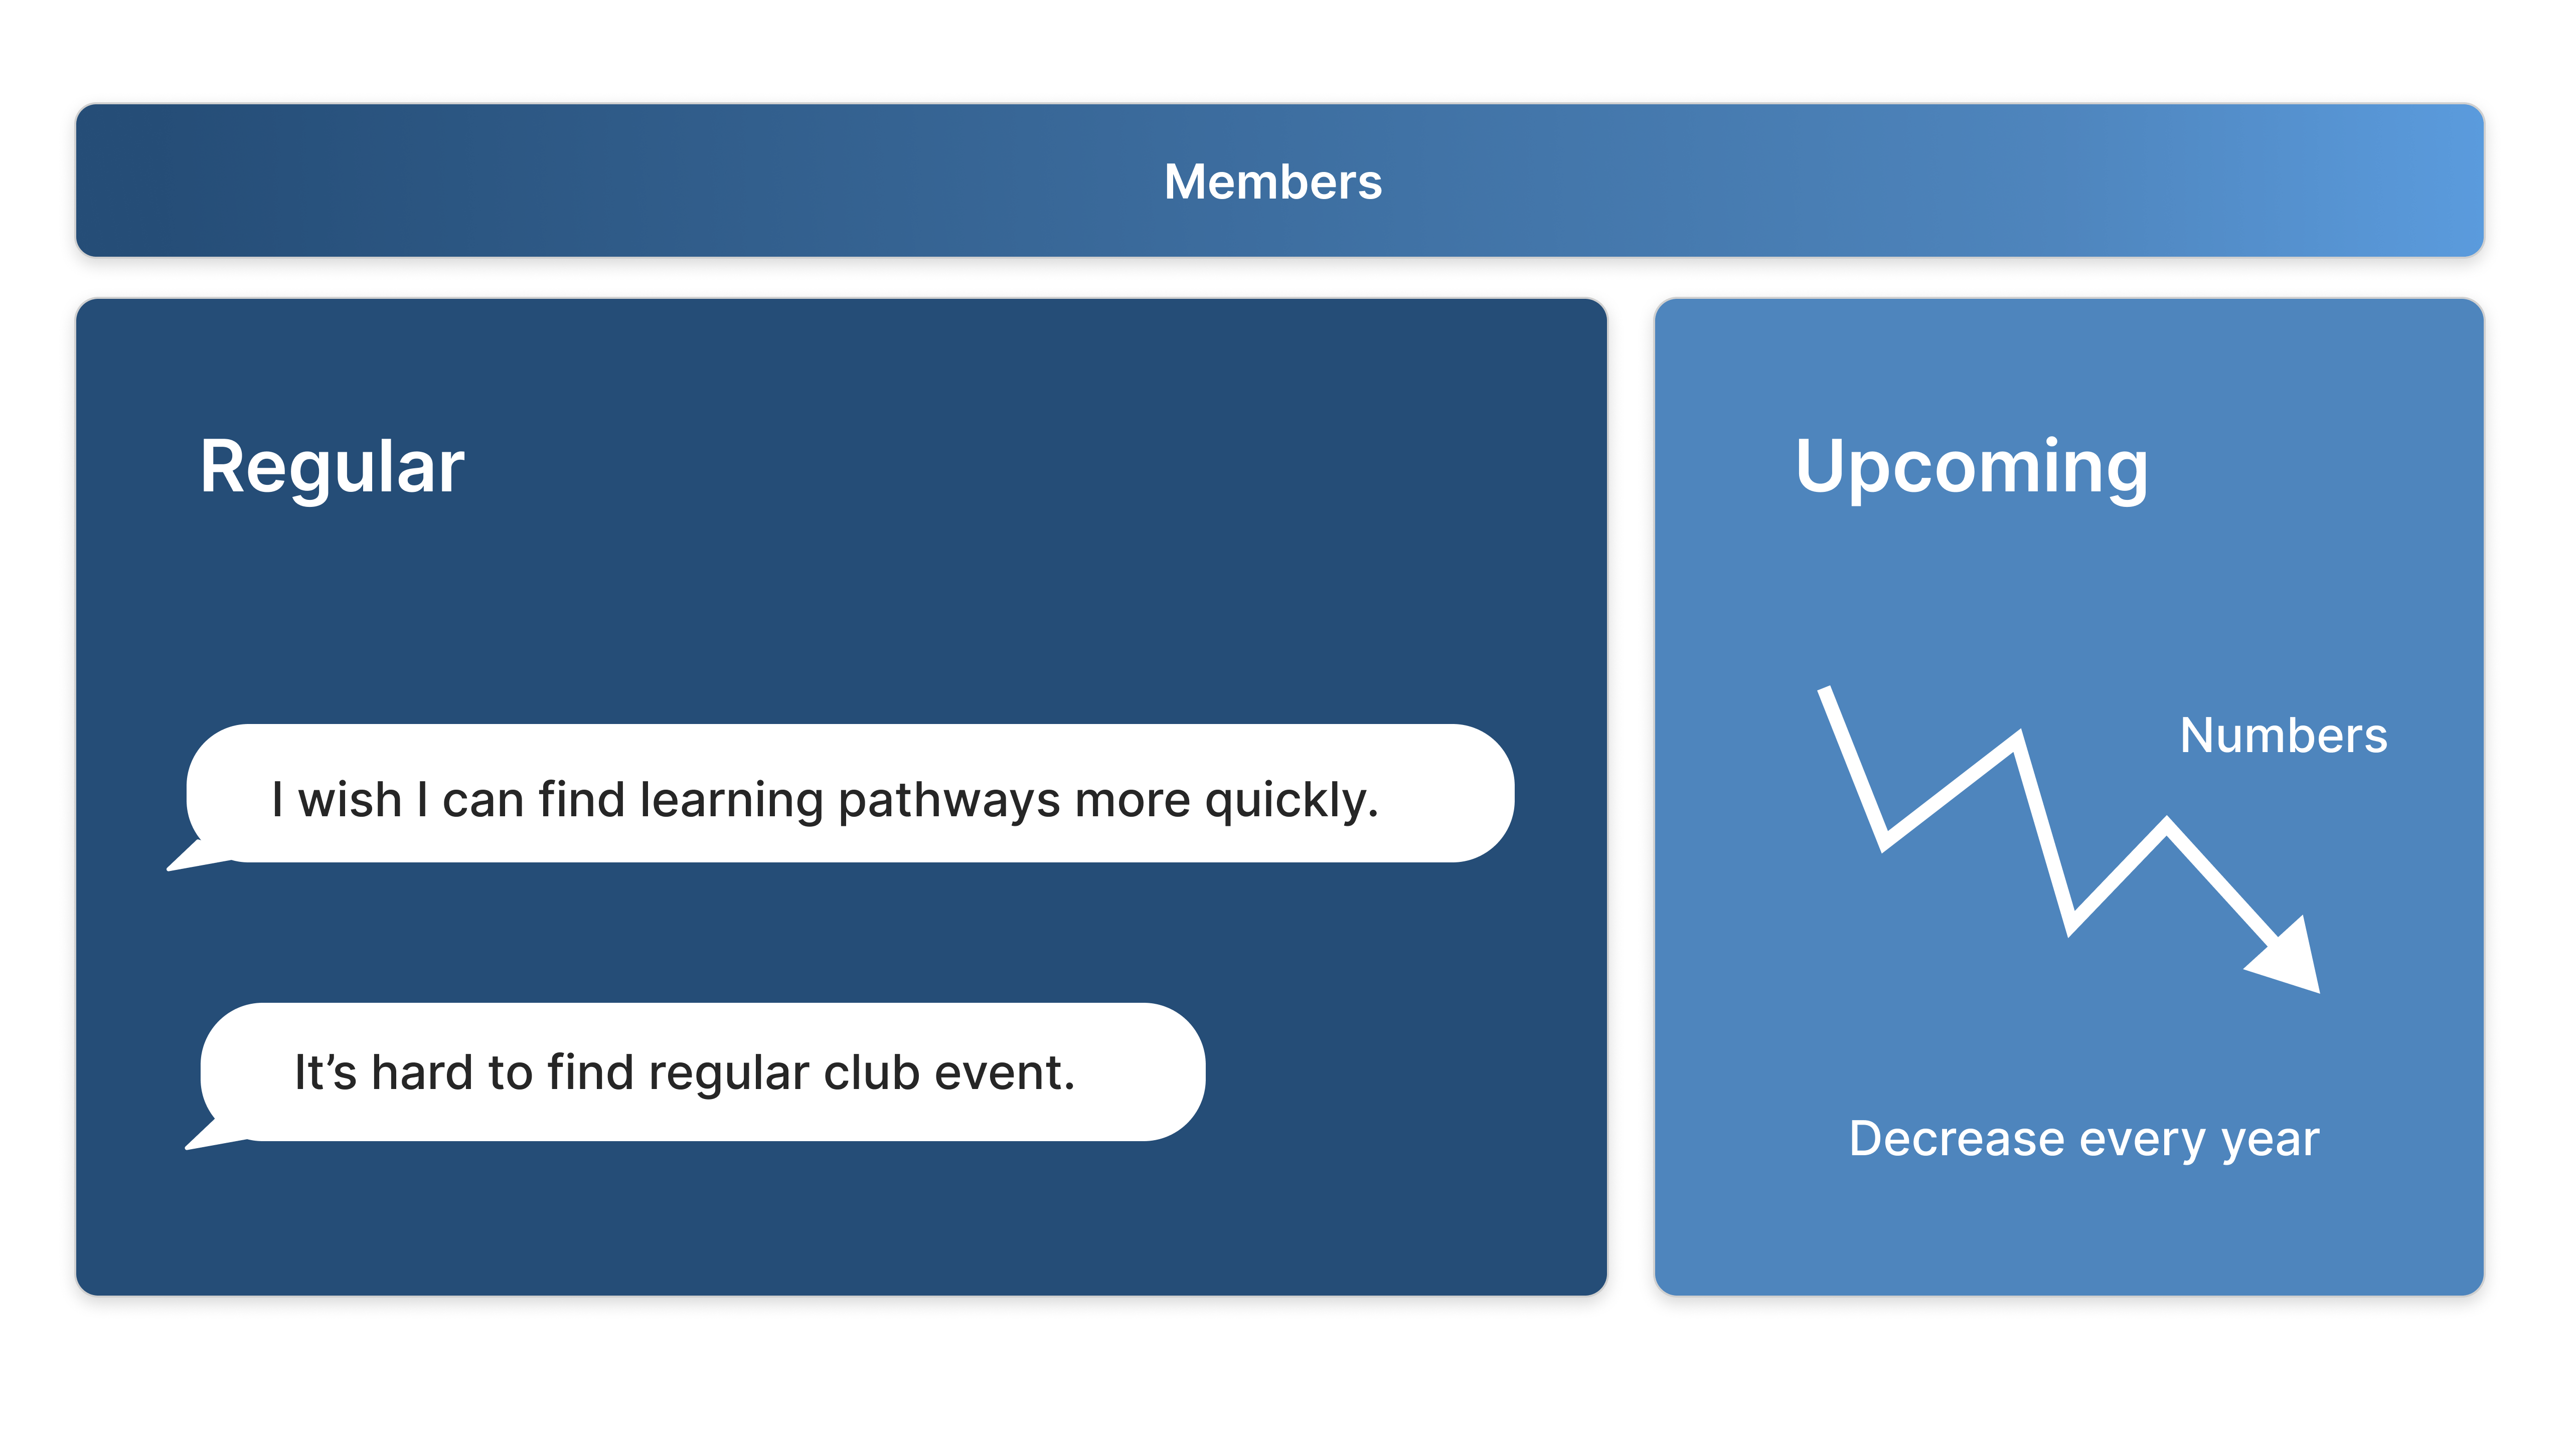 Members
Regular
I wish I can find learning pathways more quickly.
It’s hard to find regular club event.
Upcoming
Numbers
Decrease every year